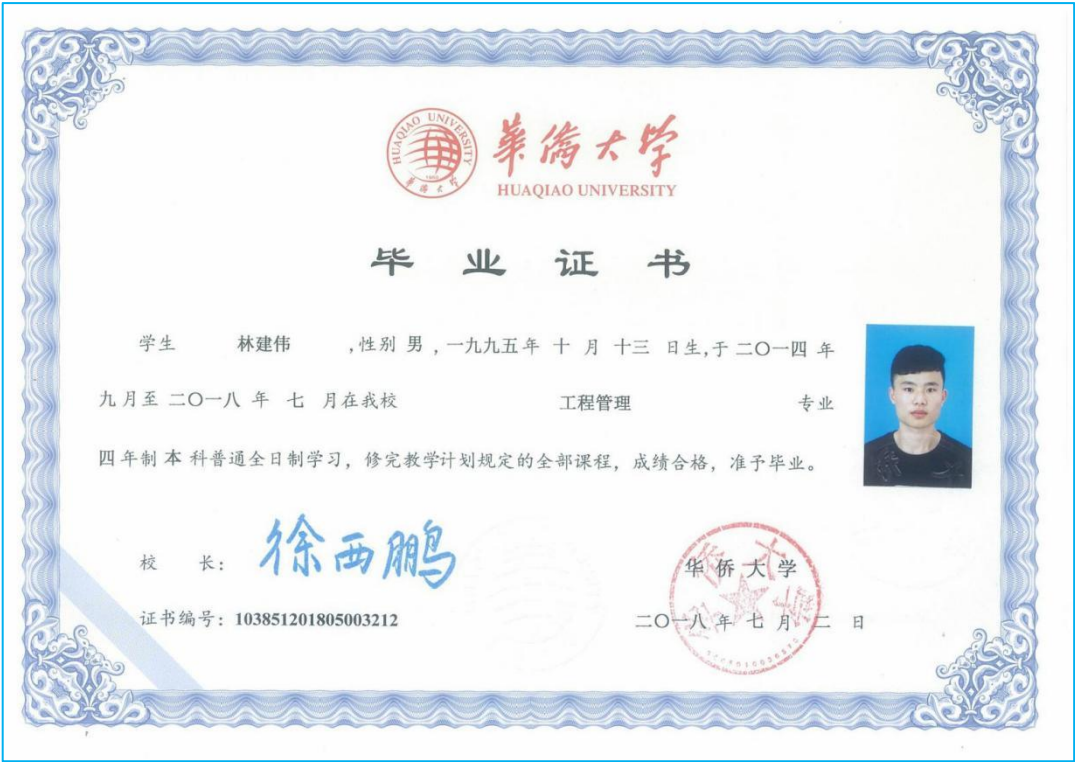 HUAQIAO UNIVERSITY
華僑大學
華僑大学
HUAQIAO UNIVERSITY
毕业证书
学生 林建伟 ,性别 男 ,一九九五年 十 月 十三 日生,于 二〇一四 年
九月至 二〇一八 年 七 月在我校 工程管理 专业
四年制 本 科普通全日制学习，修完教学计划规定的全部课程，成绩合格，准予毕业。
校 长： 徐西鹏
华侨大学
证书编号：103851201805003212
二〇一八 年 七 月 二 日